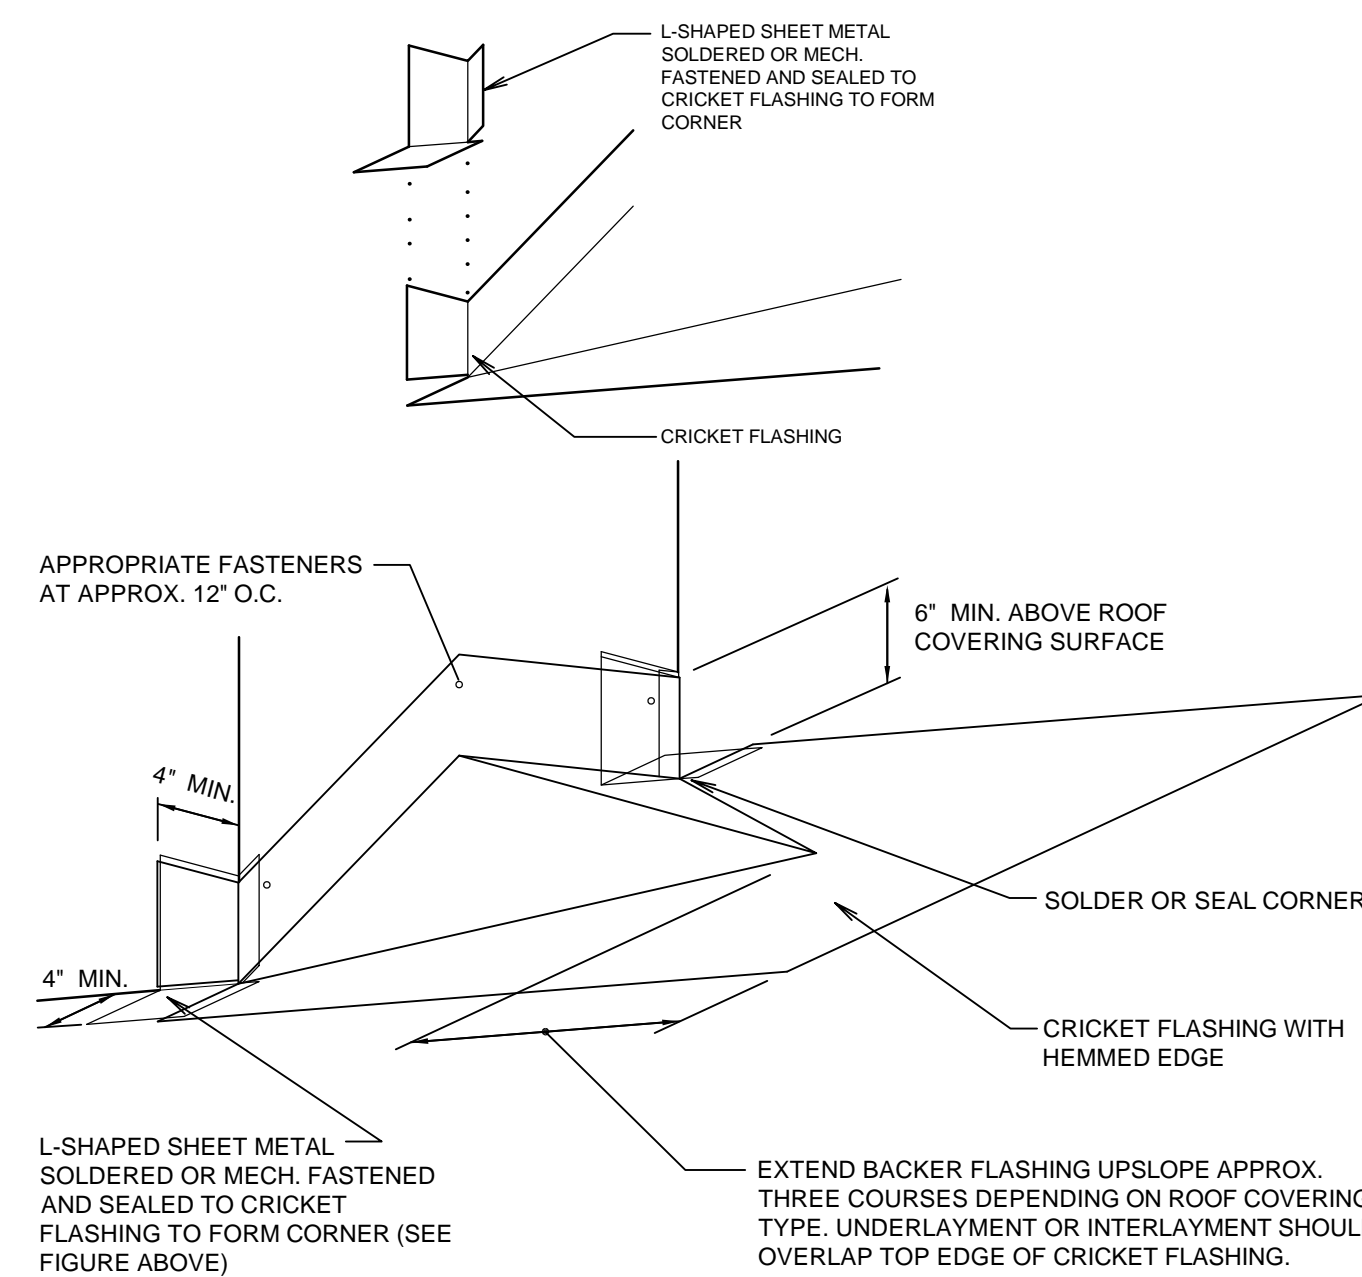 L-SHAPED SHEET METAL
SOLDERED OR MECH.
FASTENED AND SEALED TO
CRICKET FLASHING TO FORM
CORNER
CRICKET FLASHING
APPROPRIATE FASTENERS
AT APPROX. 12" O.C.
6" MIN. ABOVE ROOF
COVERING SURFACE
4" MIN.
SOLDER OR SEAL CORNER
4" MIN.
CRICKET FLASHING WITH
HEMMED EDGE
L-SHAPED SHEET METAL
SOLDERED OR MECH. FASTENED
AND SEALED TO CRICKET
FLASHING TO FORM CORNER (SEE
FIGURE ABOVE)
EXTEND BACKER FLASHING UPSLOPE APPROX.
THREE COURSES DEPENDING ON ROOF COVERING
TYPE. UNDERLAYMENT OR INTERLAYMENT SHOUL
OVERLAP TOP EDGE OF CRICKET FLASHING.